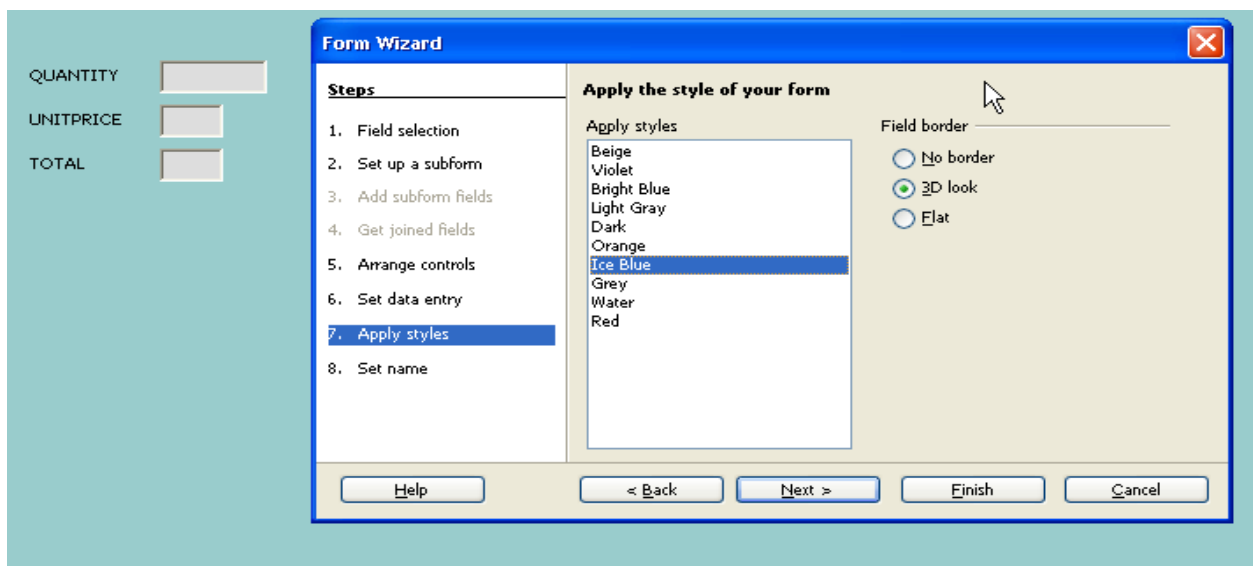 QUANTITY
UNITPRICE
TOTAL
Form Wizard
Steps
1. Field selection
2. Set up a subform
3. Add subform fields
4. Get joined fields
5. Arrange controls
6. Set data entry
7. Apply styles
8. Set name
Apply the style of your form
Apply styles
Beige
Violet
Bright Blue
Light Gray
Dark
Orange
Ice Blue
Grey
Water
Red
Field border
No border
3D look
Flat
Help
< Back
Next >
Finish
Cancel